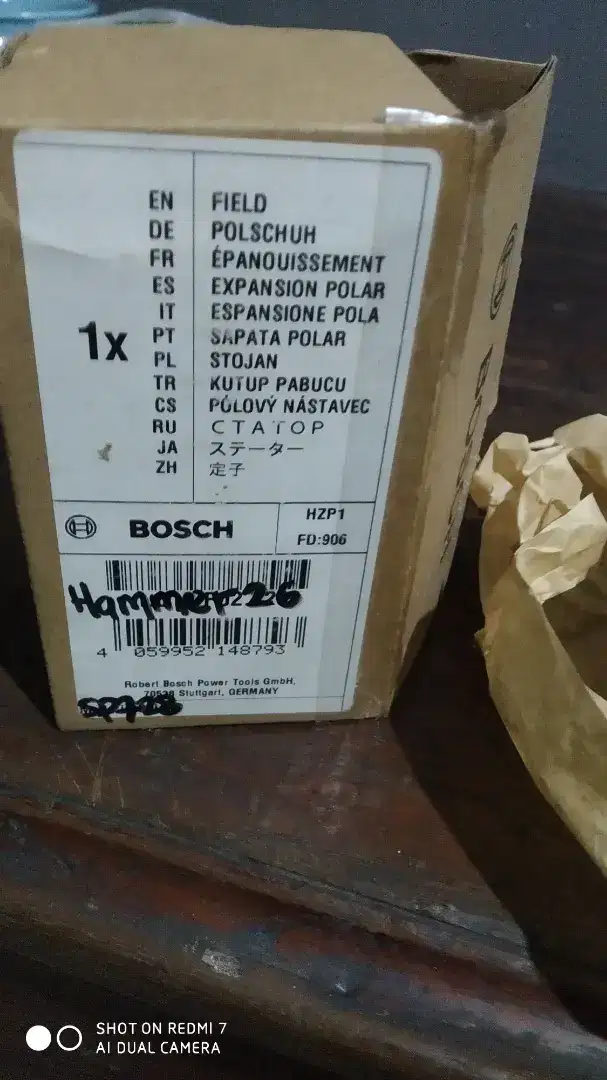 EN FIELD
DE POLSCHUH
FR ÉPANOUISSEMENT
ES EXPANSION POLAR
IT ESPANSIONE POLA
1x PT SAPATA POLAR
PL STOJAN
TR KUTUP PABUCU
CS PÓLOVÝ NÁSTAVEC
RU СТАТОР
JA ステーター
ZH 定子
BOSCH
HZP1
FD:906
Hammer 26
4 059952 148793
Robert Bosch Power Tools GmbH,
70538 Stuttgart, GERMANY
SHOT ON REDMI 7
AI DUAL CAMERA